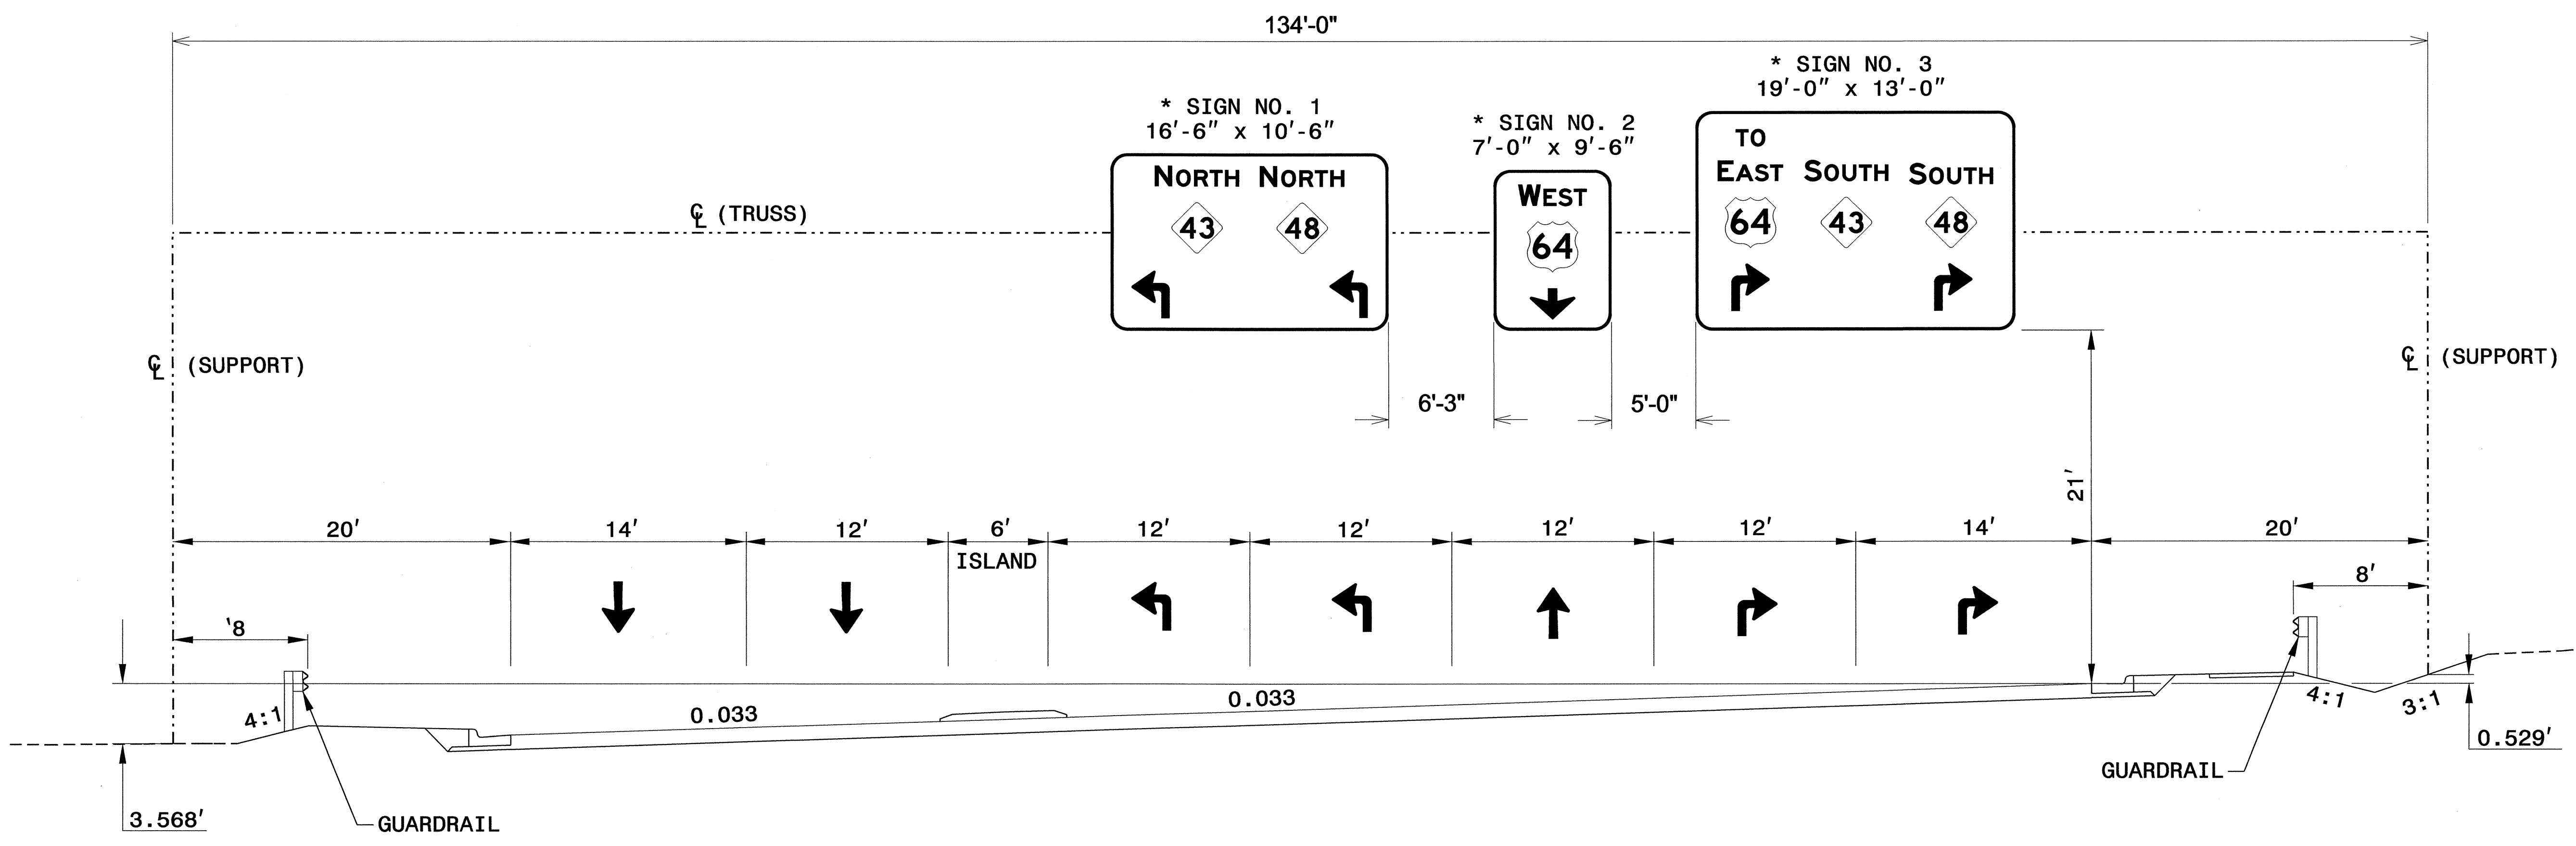 134'-0"
* SIGN NO. 1
16'-6" x 10'-6"
* SIGN NO. 2
7'-0" x 9'-6"
* SIGN NO. 3
19'-0" x 13'-0"
NORTH NORTH
43 48
WEST
64
TO
EAST SOUTH SOUTH
64 43 48
℄ (TRUSS)
℄ (SUPPORT)
℄ (SUPPORT)
6'-3"
5'-0"
21'
20' 14' 12' 6' 12' 12' 12' 12' 14' 20'
ISLAND
'8
8'
4:1
0.033
0.033
4:1
3:1
3.568'
GUARDRAIL
GUARDRAIL
0.529'